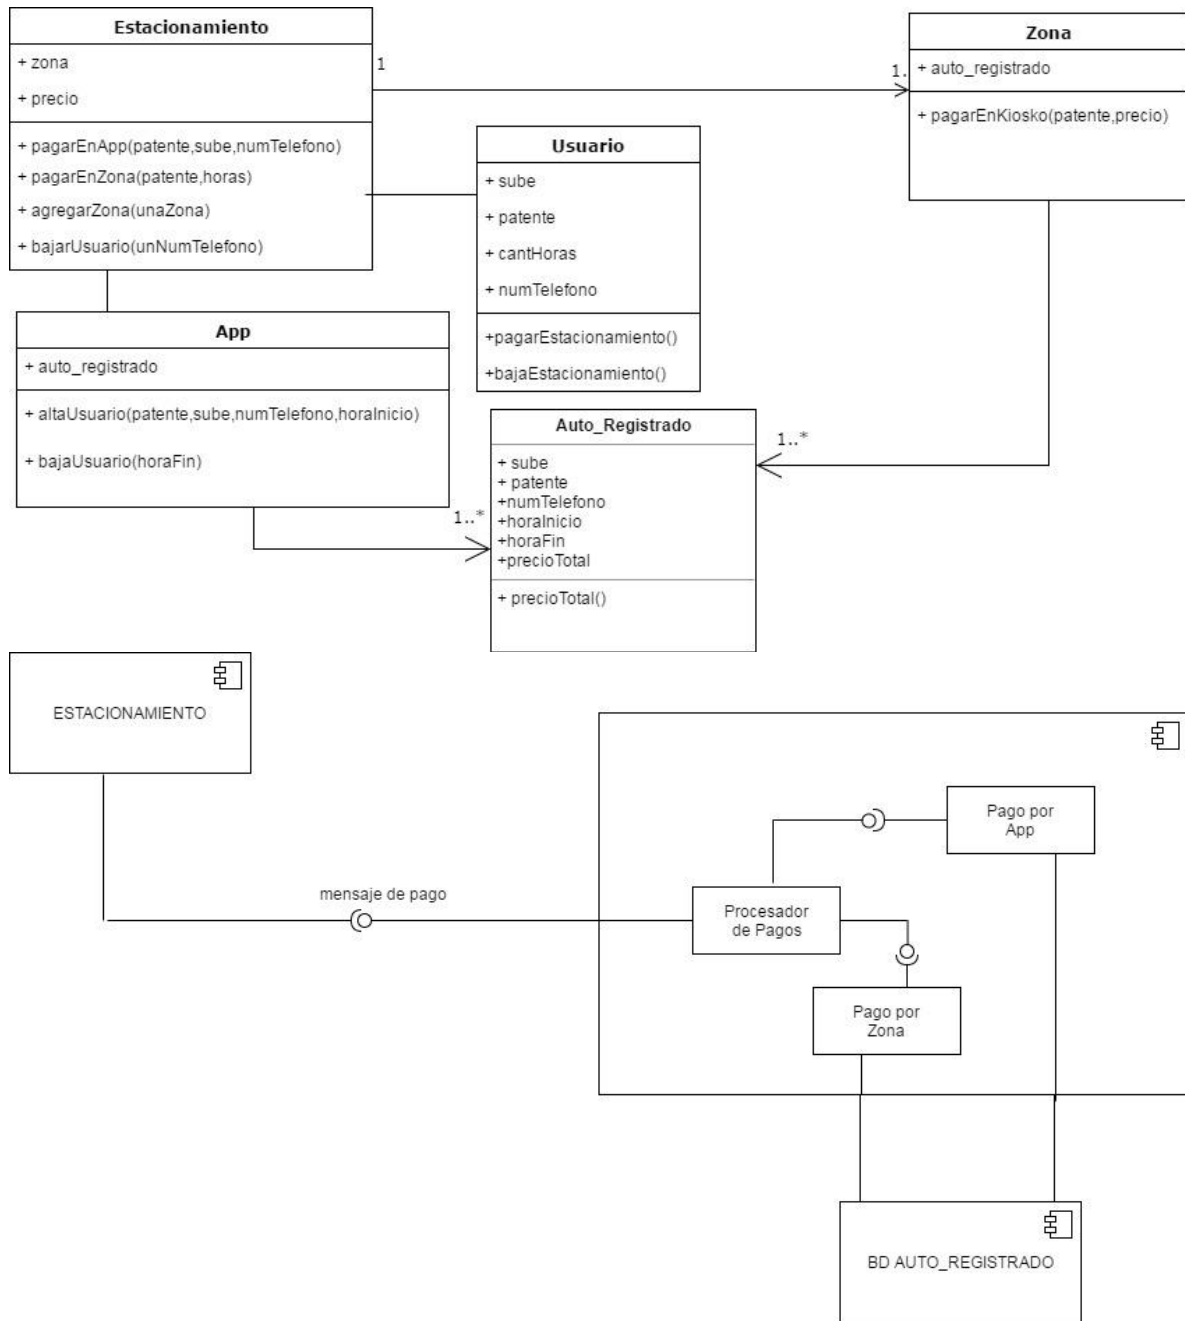 Estacionamiento
+ zona
+ precio
+ pagarEnApp(patente,sube,numTelefono)
+ pagarEnZona(patente,horas)
+ agregarZona(unaZona)
+ bajarUsuario(unNumTelefono)
1
1.
Zona
+ auto_registrado
+ pagarEnKiosko(patente,precio)
Usuario
+ sube
+ patente
+ cantHoras
+ numTelefono
+pagarEstacionamiento()
+bajaEstacionamiento()
App
+ auto_registrado
+ altaUsuario(patente,sube,numTelefono,horaInicio)
+ bajaUsuario(horaFin)
1..*
Auto_Registrado
+ sube
+ patente
+numTelefono
+horaInicio
+horaFin
+precioTotal
+ precioTotal()
1..*
ESTACIONAMIENTO
mensaje de pago
Procesador
de Pagos
Pago por
App
Pago por
Zona
BD AUTO_REGISTRADO